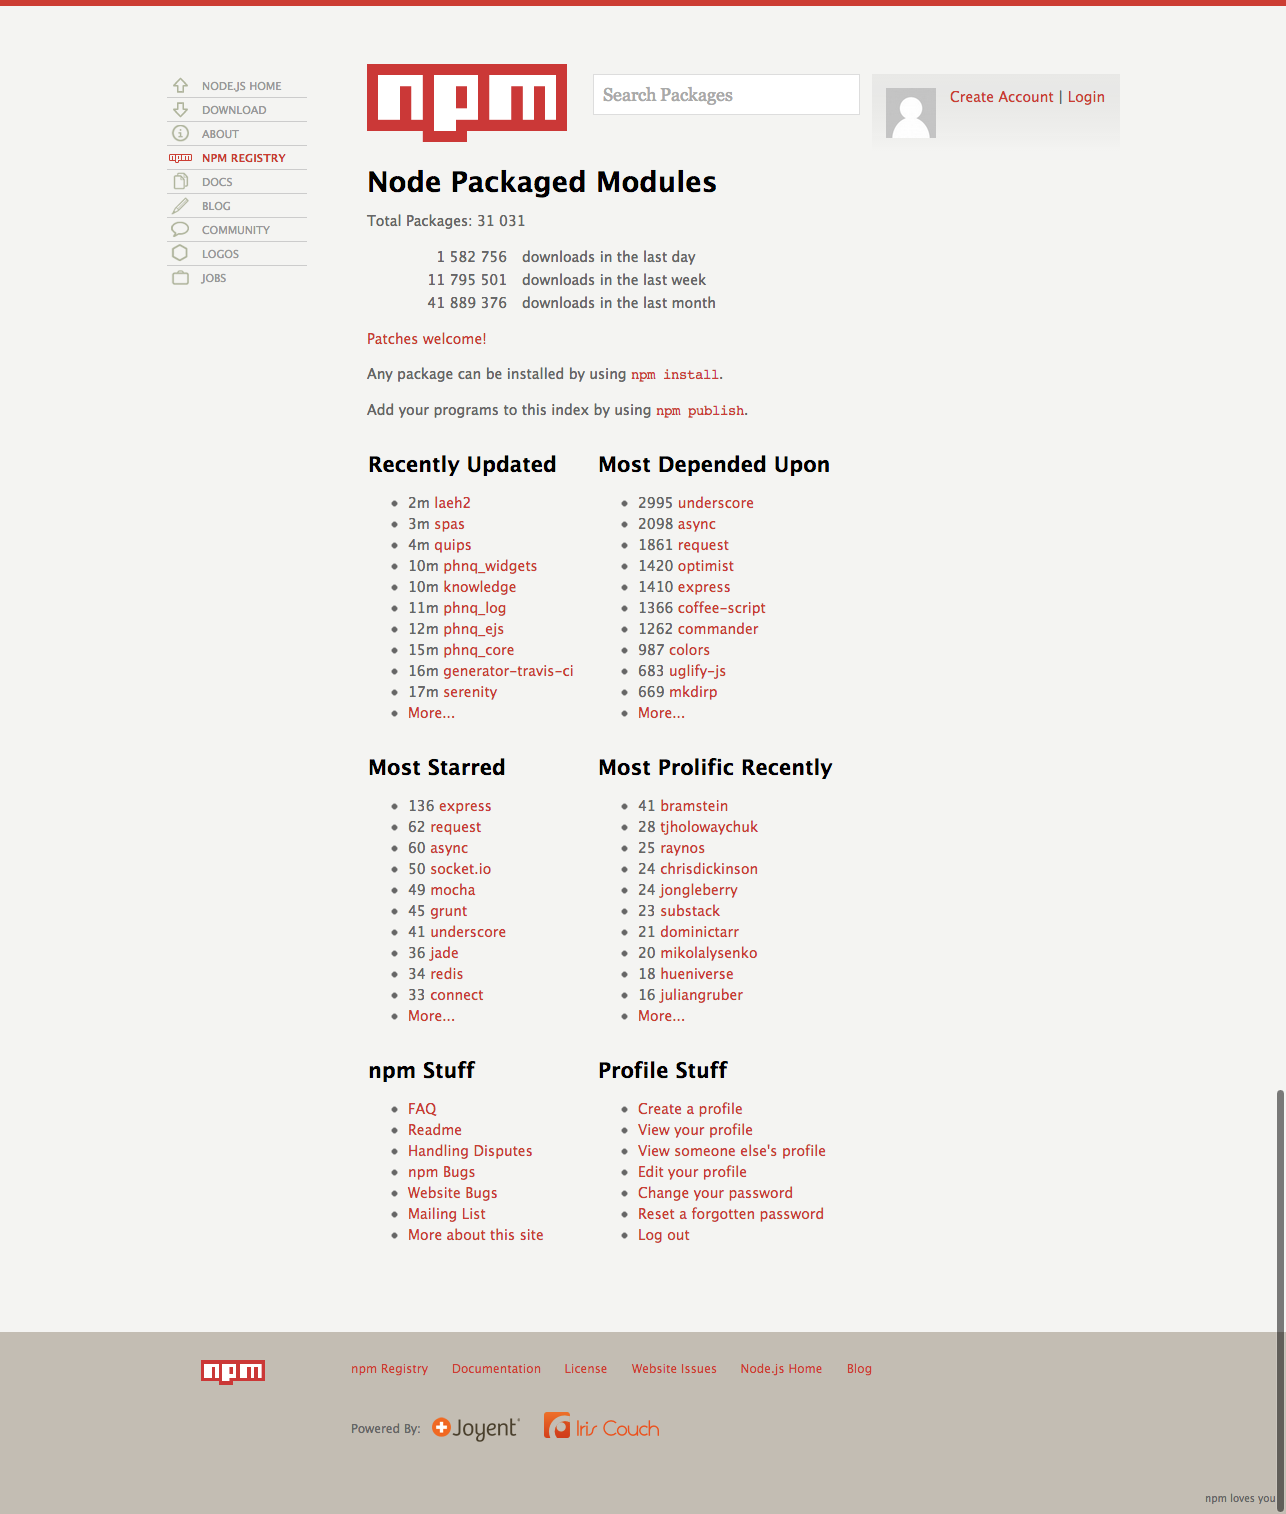 NODE.JS HOME
DOWNLOAD
ABOUT
npm NPM REGISTRY
DOCS
BLOG
COMMUNITY
LOGOS
JOBS
npm
Search Packages
Create Account | Login
Node Packaged Modules
Total Packages: 31 031
1 582 756 downloads in the last day
11 795 501 downloads in the last week
41 889 376 downloads in the last month
Patches welcome!
Any package can be installed by using npm install.
Add your programs to this index by using npm publish.
Recently Updated
2m laeh2
3m spas
4m quips
10m phnq_widgets
10m knowledge
11m phnq_log
12m phnq_ejs
15m phnq_core
16m generator-travis-ci
17m serenity
More...
Most Depended Upon
2995 underscore
2098 async
1861 request
1420 optimist
1410 express
1366 coffee-script
1262 commander
987 colors
683 uglify-js
669 mkdirp
More...
Most Starred
136 express
62 request
60 async
50 socket.io
49 mocha
45 grunt
41 underscore
36 jade
34 redis
33 connect
More...
Most Prolific Recently
41 bramstein
28 tjholowaychuk
25 raynos
24 chrisdickinson
24 jongleberry
23 substack
21 dominictarr
20 mikolalysenko
18 hueniverse
16 juliangruber
More...
npm Stuff
FAQ
Readme
Handling Disputes
npm Bugs
Website Bugs
Mailing List
More about this site
Profile Stuff
Create a profile
View your profile
View someone else's profile
Edit your profile
Change your password
Reset a forgotten password
Log out
npm
npm Registry Documentation License Website Issues Node.js Home Blog
Powered By: Joyent Iris Couch
npm loves you